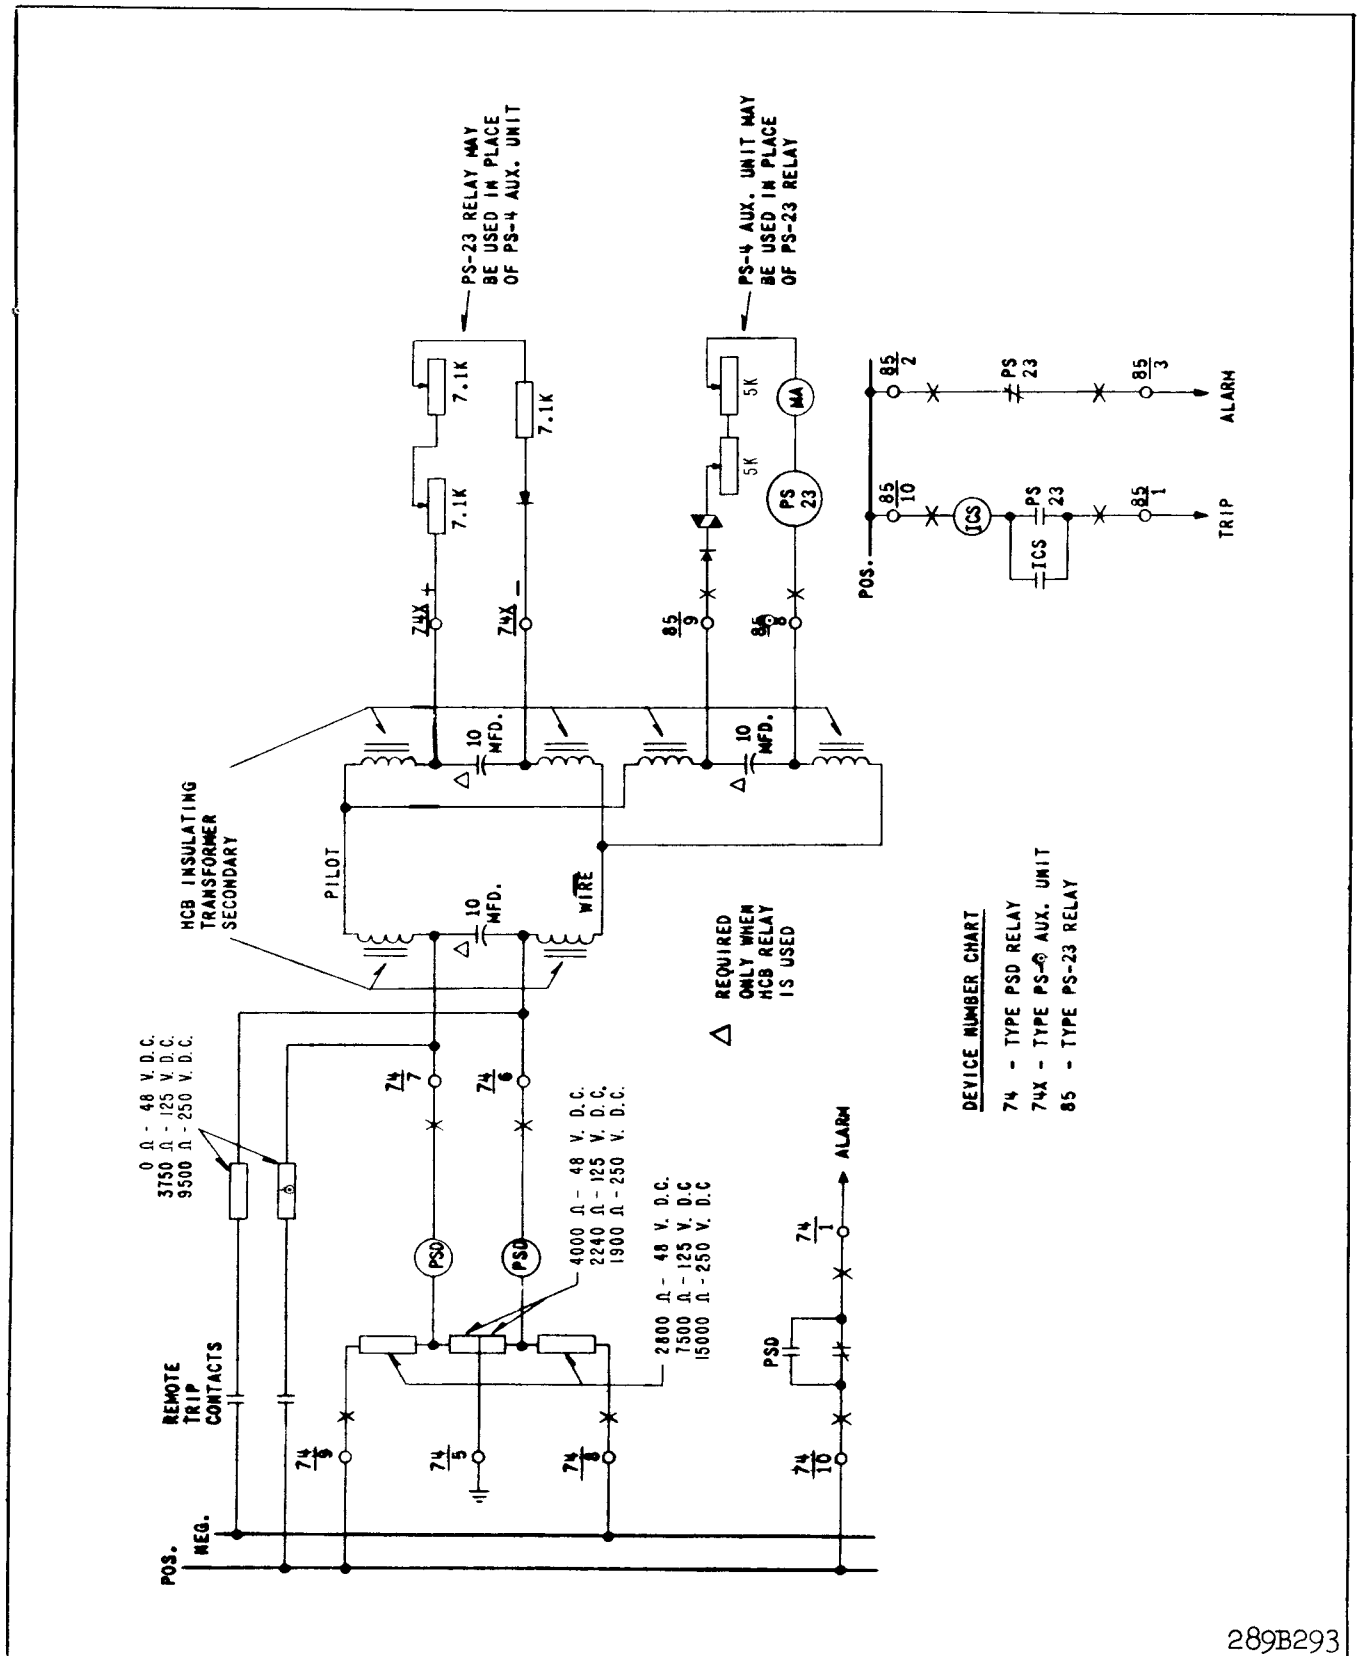 PS-23 RELAY MAY
BE USED IN PLACE
OF PS-4 AUX. UNIT
PS-4 AUX. UNIT MAY
BE USED IN PLACE
OF PS-23 RELAY
7.1K
7.1K
7.1K
5K
5K
MA
PS
23
74X +
74X -
85
9
8
POS.
85
10
ICS
ICS
PS
23
85
1
TRIP
85
2
PS
23
85
3
ALARM
HCB INSULATING
TRANSFORMER
SECONDARY
PILOT
WIRE
10
MFD.
10
MFD.
10
MFD.
REQUIRED
ONLY WHEN
HCB RELAY
IS USED
0 Ω - 48 V. D.C.
3750 Ω - 125 V. D.C.
9500 Ω - 250 V. D.C.
74
7
74
6
PSD
PSD
4000 Ω - 48 V. D.C.
2240 Ω - 125 V. D.C.
1900 Ω - 250 V. D.C.
2800 Ω - 48 V. D.C.
7500 Ω - 125 V. D.C
15000 Ω - 250 V. D.C
REMOTE
TRIP
CONTACTS
74
9
74
5
74
8
POS.
NEG.
74
10
PSD
74
1
ALARM
DEVICE NUMBER CHART
74 - TYPE PSD RELAY
74X - TYPE PS- AUX. UNIT
85 - TYPE PS-23 RELAY
289B293